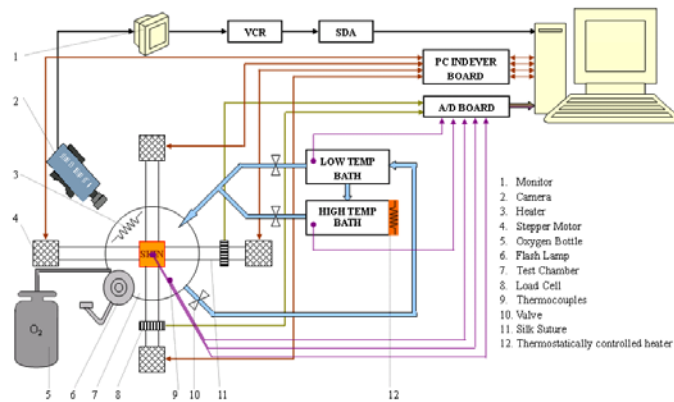 VCR
SDA
1
PC INDEVER
BOARD
A/D BOARD
2
3
LOW TEMP
BATH
HIGH TEMP
BATH
4
SKIN
O₂
1. Monitor
2. Camera
3. Heater
4. Stepper Motor
5. Oxygen Bottle
6. Flash Lamp
7. Test Chamber
8. Load Cell
9. Thermocouples
10. Valve
11. Silk Suture
12. Thermostatically controlled heater
5
6
7
8
9
10
11
12